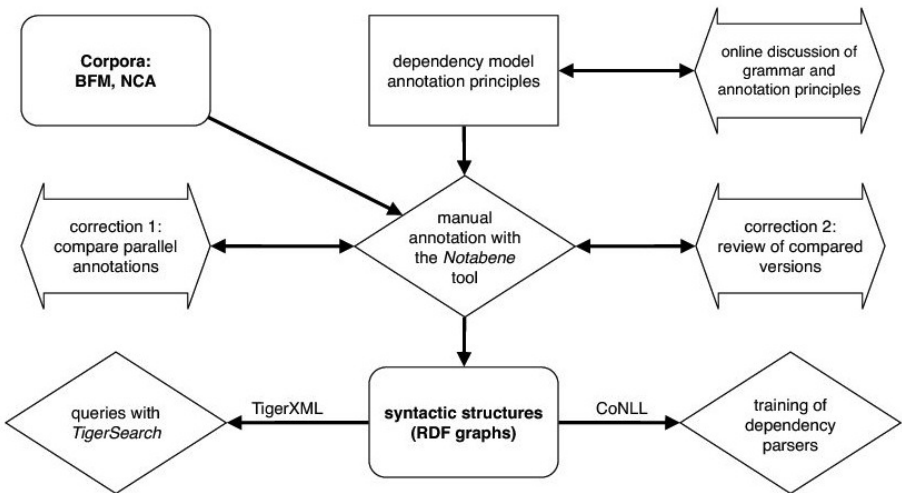 Corpora:
BFM, NCA
dependency model
annotation principles
online discussion of
grammar and
annotation principles
correction 1:
compare parallel
annotations
manual
annotation with
the Notabene
tool
correction 2:
review of compared
versions
queries with
TigerSearch
TigerXML
syntactic structures
(RDF graphs)
CoNLL
training of
dependency
parsers